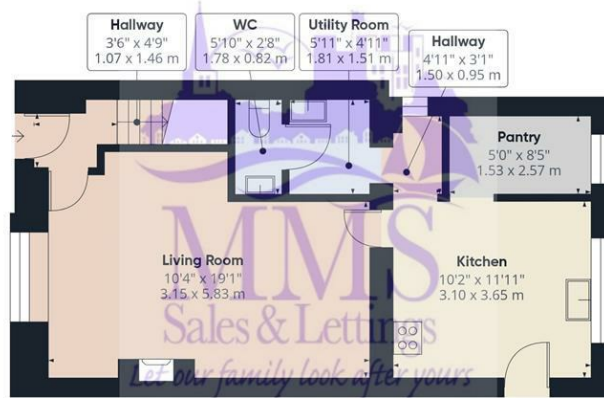 Hallway
3'6" x 4'9"
1.07 x 1.46 m
WC
5'10" x 2'8"
1.78 x 0.82 m
Utility Room
5'11" x 4'11"
1.81 x 1.51 m
Hallway
4'11" x 3'1"
1.50 x 0.95 m
Pantry
5'0" x 8'5"
1.53 x 2.57 m
Living Room
10'4" x 19'1"
3.15 x 5.83 m
Kitchen
10'2" x 11'11"
3.10 x 3.65 m
MMS
Sales & Lettings
Let our family look after yours